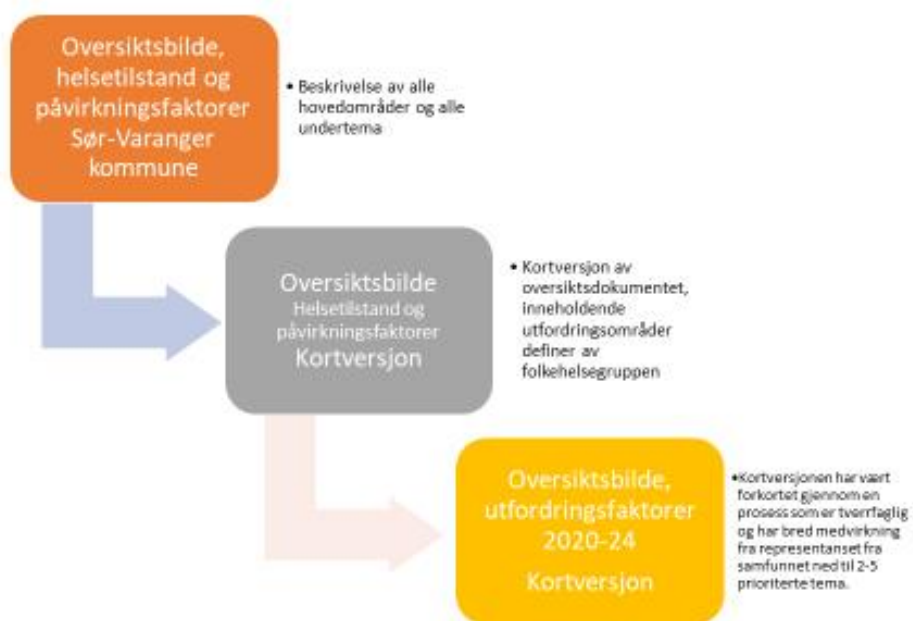 Oversiktsbilde,
helsetilstand og
påvirkningsfaktorer
Sør-Varanger
kommune
• Beskrivelse av alle
hovedområder og alle
undertema
Oversiktsbilde
Helsetilstand og
påvirkningsfaktorer
Kortversjon
• Kortversjon av
oversiktsdokumentet,
inneholdende
utfordringsområder
definer av
folkehelsegruppen
Oversiktsbilde,
utfordringsfaktorer
2020-24
Kortversjon
•Kortversjonen har vært
forkortet gjennom en
prosess som er tverrfaglig
og har bred medvirkning
fra representanset fra
samfunnet ned til 2-5
prioriterte tema.